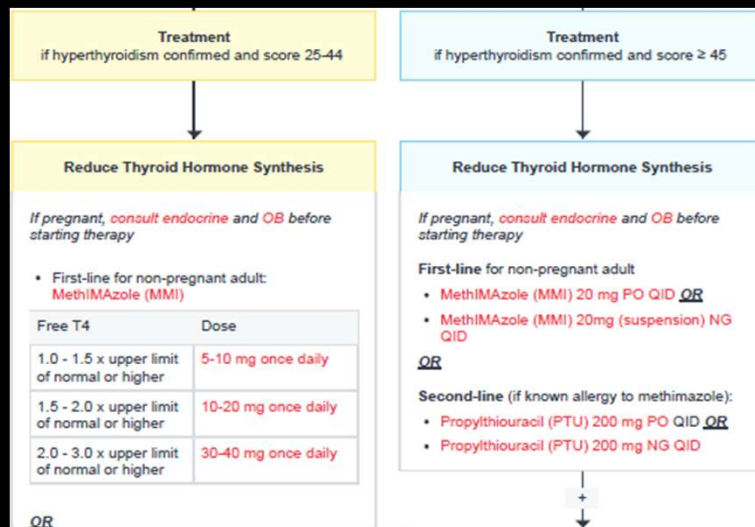 Treatment
if hyperthyroidism confirmed and score 25-44
Reduce Thyroid Hormone Synthesis
If pregnant, consult endocrine and OB before
starting therapy
• First-line for non-pregnant adult:
MethIMAzole (MMI)
Free T4 Dose
1.0 - 1.5 x upper limit 5-10 mg once daily
of normal or higher
1.5 - 2.0 x upper limit 10-20 mg once daily
of normal or higher
2.0 - 3.0 x upper limit 30-40 mg once daily
of normal or higher
OR
Treatment
if hyperthyroidism confirmed and score ≥ 45
Reduce Thyroid Hormone Synthesis
If pregnant, consult endocrine and OB before
starting therapy
First-line for non-pregnant adult
• MethIMAzole (MMI) 20 mg PO QID OR
• MethIMAzole (MMI) 20mg (suspension) NG
QID
OR
Second-line (if known allergy to methimazole):
• Propylthiouracil (PTU) 200 mg PO QID OR
• Propylthiouracil (PTU) 200 mg NG QID
+